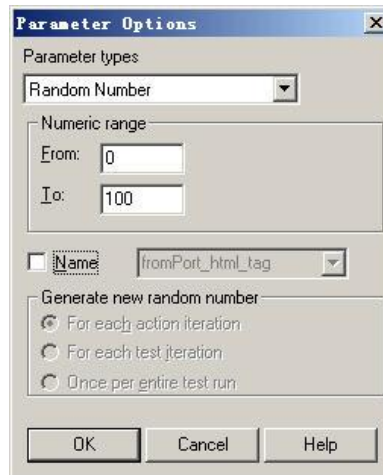 Parameter Options
Parameter types
Random Number
Numeric range
From: 0
To: 100
Name fromPort_html_tag
Generate new random number
For each action iteration
For each test iteration
Once per entire test run
OK Cancel Help